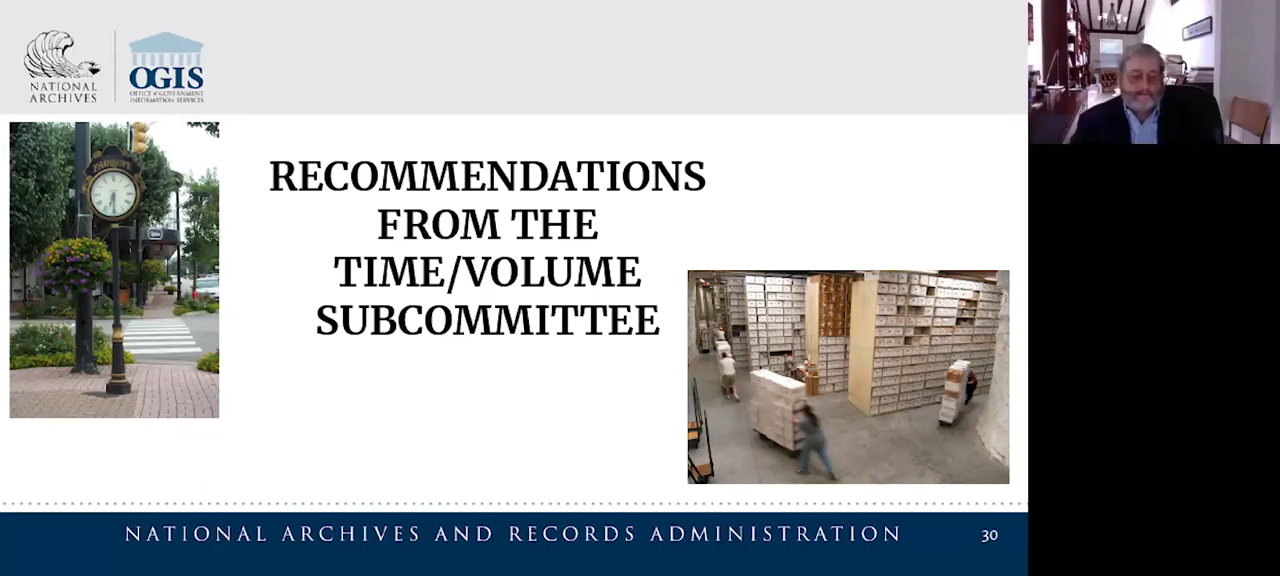 NATIONAL
ARCHIVES
OGIS
OFFICE of GOVERNMENT
INFORMATION SERVICES
FAIRHOPE
RECOMMENDATIONS
FROM THE
TIME/VOLUME
SUBCOMMITTEE
NATIONAL ARCHIVES AND RECORDS ADMINISTRATION
30